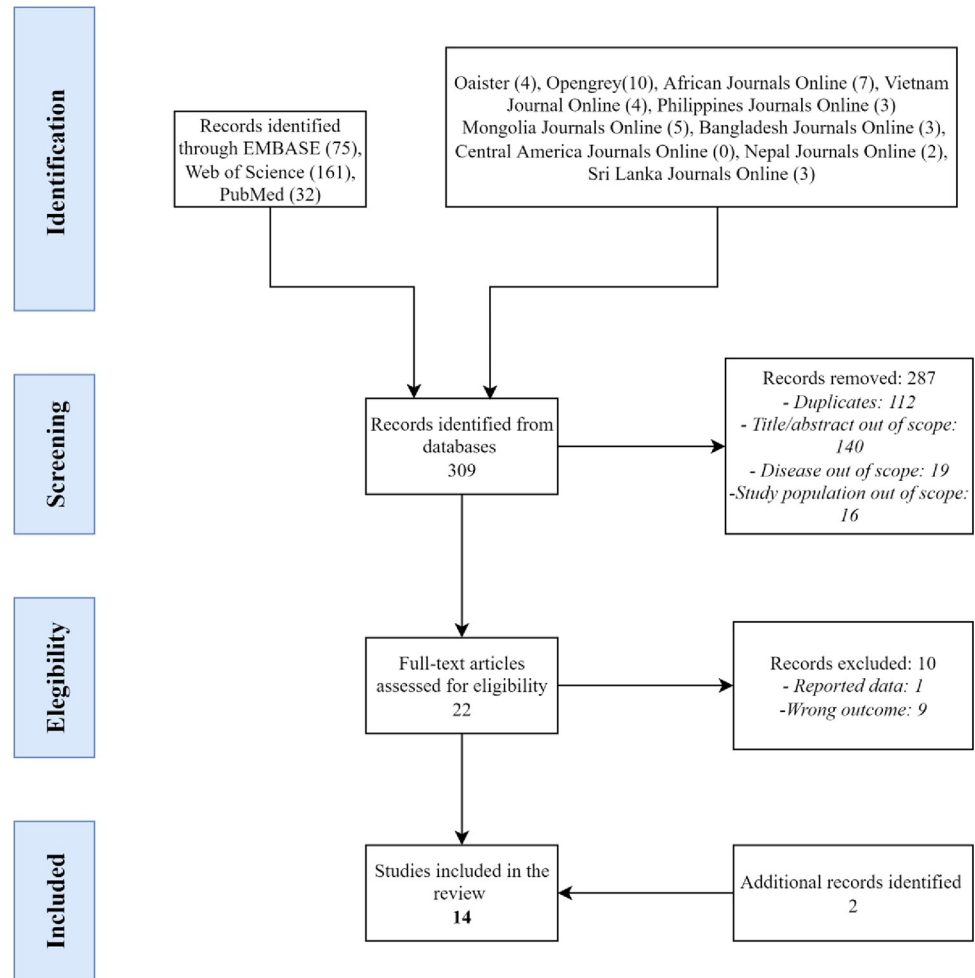 Identification
Records identified
through EMBASE (75),
Web of Science (161),
PubMed (32)
Oaister (4), Opengrey(10), African Journals Online (7), Vietnam
Journal Online (4), Philippines Journals Online (3)
Mongolia Journals Online (5), Bangladesh Journals Online (3),
Central America Journals Online (0), Nepal Journals Online (2),
Sri Lanka Journals Online (3)
Screening
Records identified from
databases
309
Records removed: 287
- Duplicates: 112
- Title/abstract out of scope:
140
- Disease out of scope: 19
-Study population out of scope:
16
Elegibility
Full-text articles
assessed for eligibility
22
Records excluded: 10
- Reported data: 1
-Wrong outcome: 9
Included
Studies included in the
review
14
Additional records identified
2